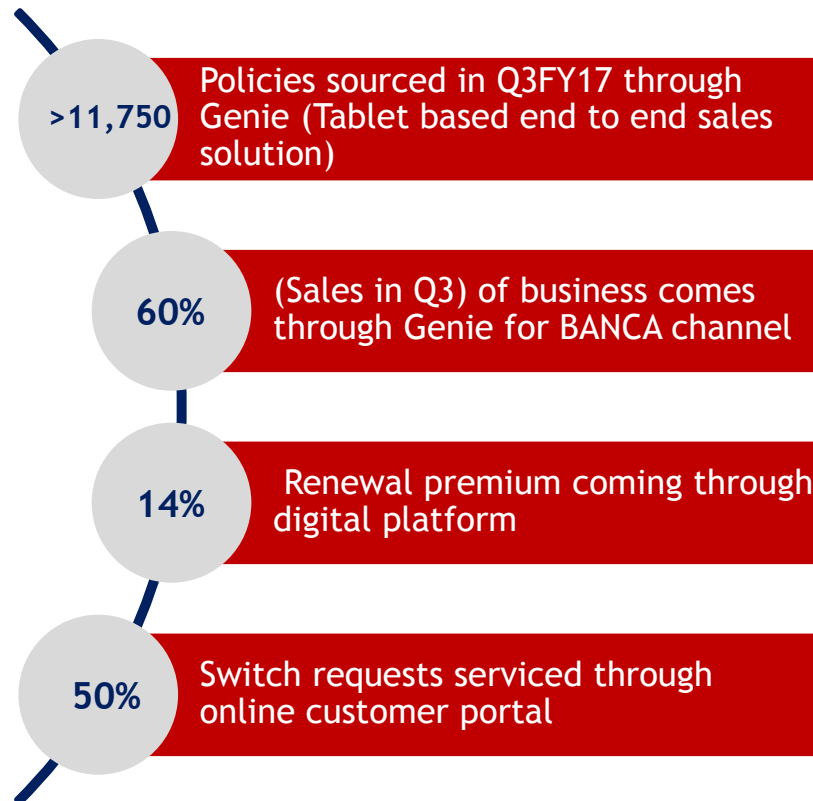 >11,750
Policies sourced in Q3FY17 through
Genie (Tablet based end to end sales
solution)
60%
(Sales in Q3) of business comes
through Genie for BANCA channel
14%
Renewal premium coming through
digital platform
50%
Switch requests serviced through
online customer portal